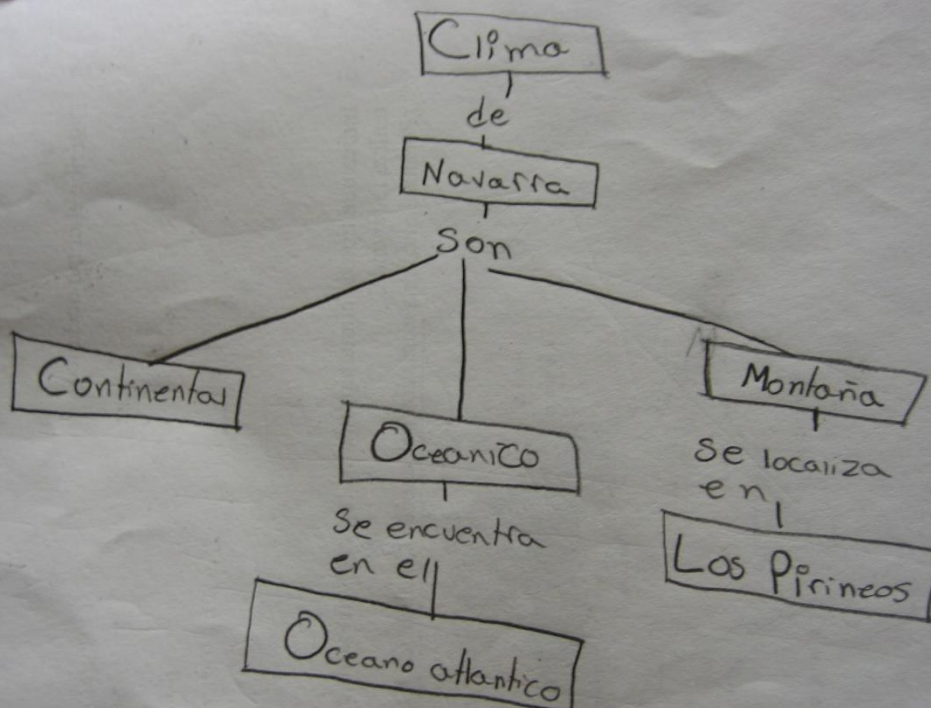 Clima
de
Navarra
Son
Continental
Oceanico
Se encuentra
en el
Oceano atlantico
Montaña
Se localiza
en
Los Pirineos